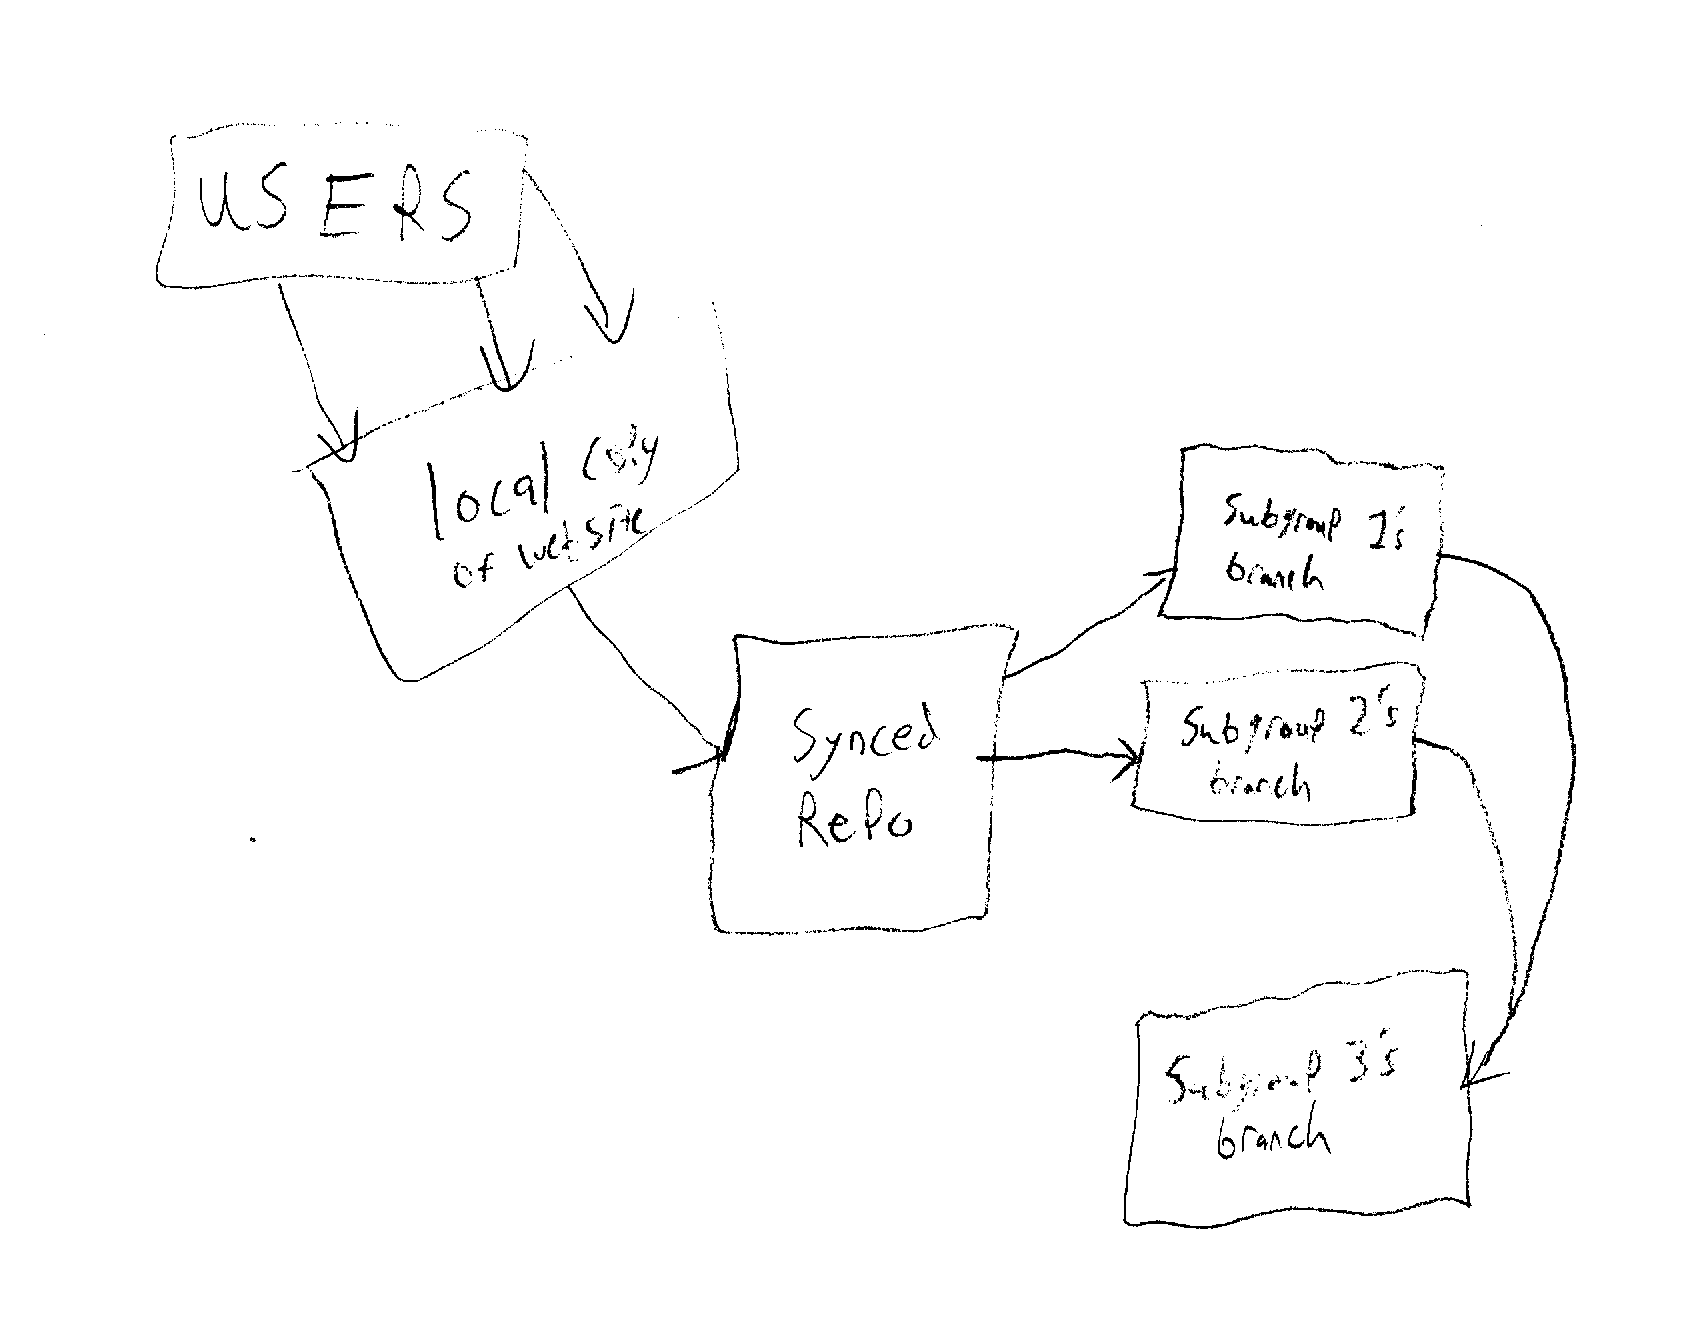 USERS
local copy
of website
Synced
Repo
Subgroup 1's
branch
Subgroup 2's
branch
Subgroup 3's
branch